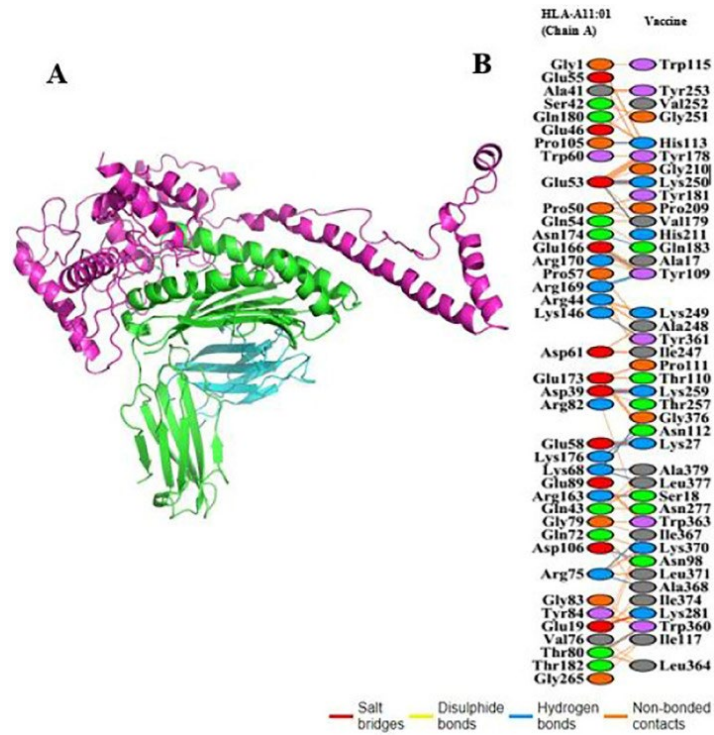 A
B
HLA-A11:01
(Chain A)
Vaccine
Gly1
Glu55
Ala41
Ser42
Gln180
Glu46
Pro105
Trp60
Glu53
Pro50
Gln54
Asn174
Glu166
Arg170
Pro57
Arg169
Arg44
Lys146
Asp61
Glu173
Asp39
Arg82
Glu58
Lys176
Lys68
Glu89
Arg163
Gln43
Gly79
Gln72
Asp106
Arg75
Gly83
Tyr84
Glu19
Val76
Thr80
Thr182
Gly265
Trp115
Tyr253
Val252
Gly251
His113
Tyr178
Gly210
Lys250
Tyr181
Pro209
Val179
His211
Gln183
Ala17
Tyr109
Lys249
Ala248
Tyr361
Ile247
Pro111
Thr110
Lys259
Thr257
Gly376
Asn112
Lys27
Ala379
Leu377
Ser18
Asn277
Trp363
Ile367
Lys370
Asn98
Leu371
Ala368
Ile374
Lys281
Trp360
Ile117
Leu364
Salt
bridges
Disulphide
bonds
Hydrogen
bonds
Non-bonded
contacts